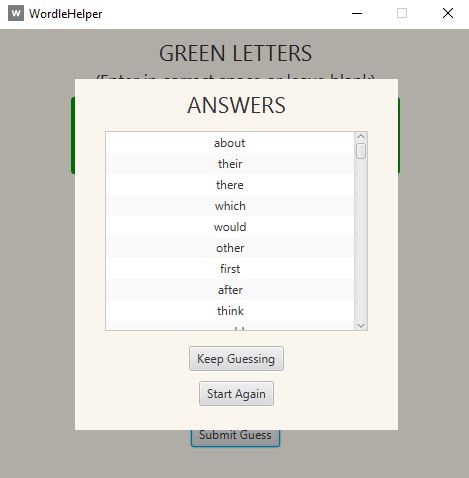 W WordleHelper
GREEN LETTERS
(Enter in correct space or leave blank)
ANSWERS
about
their
there
which
would
other
first
after
think
Keep Guessing
Start Again
Submit Guess